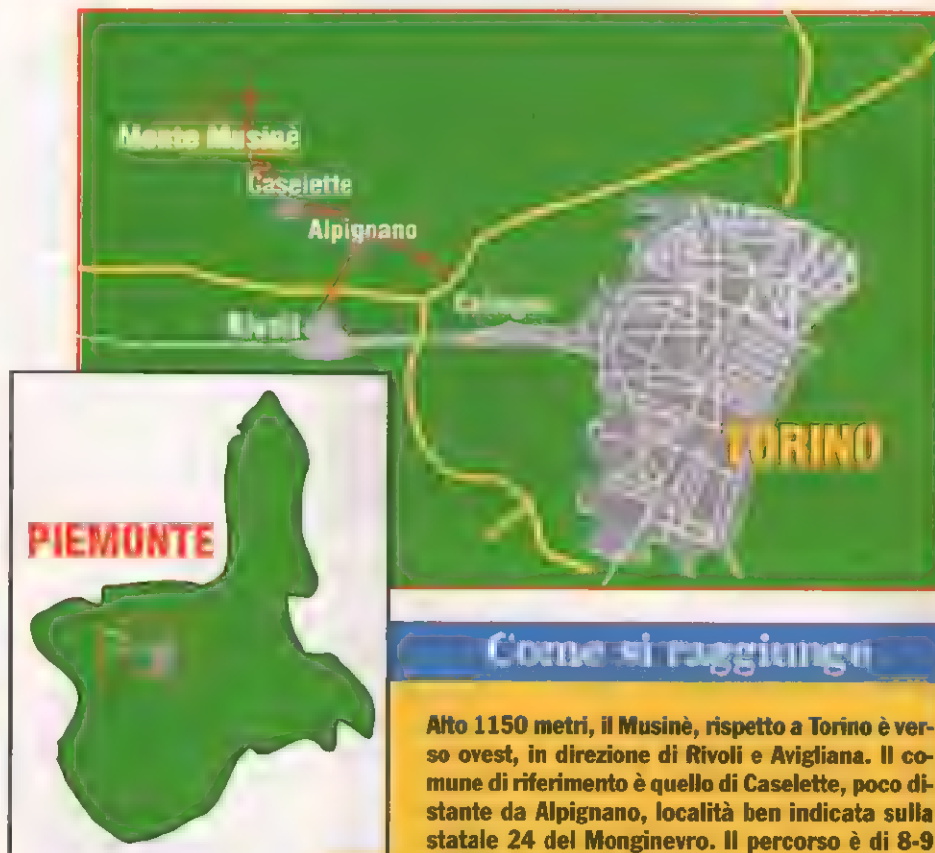 Monte Musinè
Caselette
Alpignano
Rivoli
TORINO
PIEMONTE
Come si raggiunge
Alto 1150 metri, il Musinè, rispetto a Torino è ver-
so ovest, in direzione di Rivoli e Avigliana. Il co-
mune di riferimento è quello di Caselette, poco di-
stante da Alpignano, località ben indicata sulla
statale 24 del Monginevro. Il percorso è di 8-9